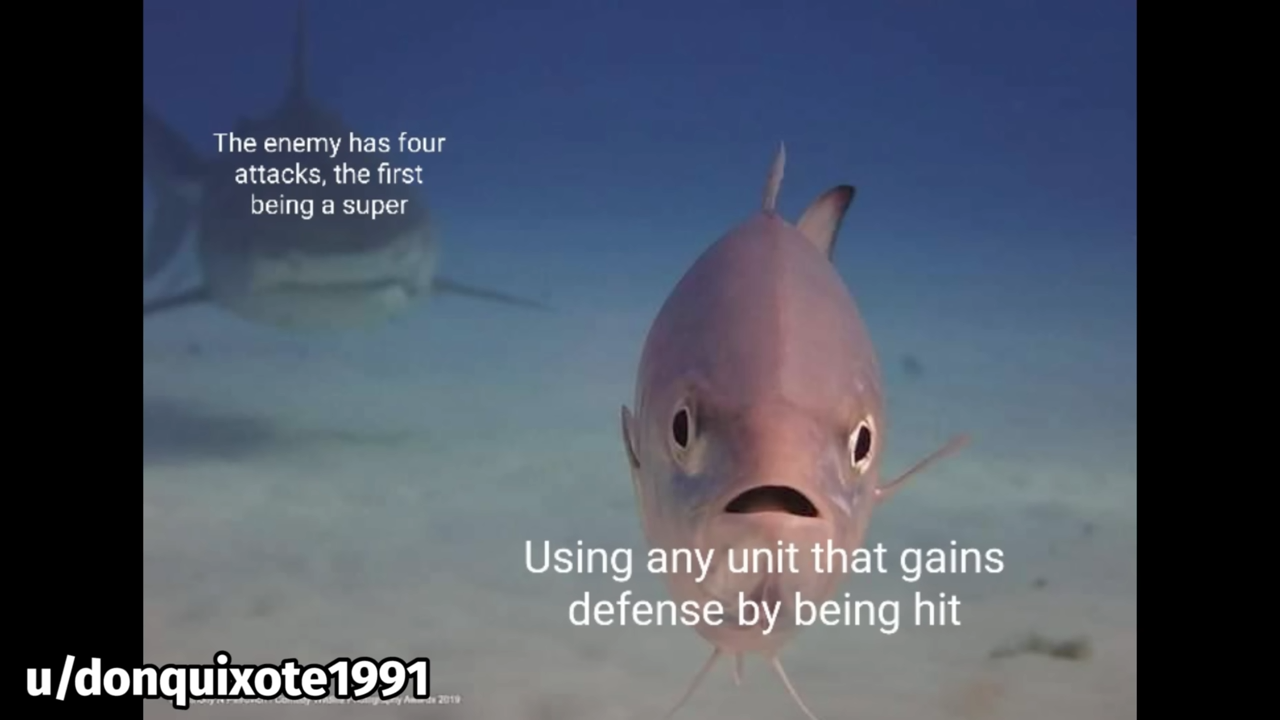 The enemy has four
attacks, the first
being a super
Using any unit that gains
defense by being hit
u/donquixote1991
2019